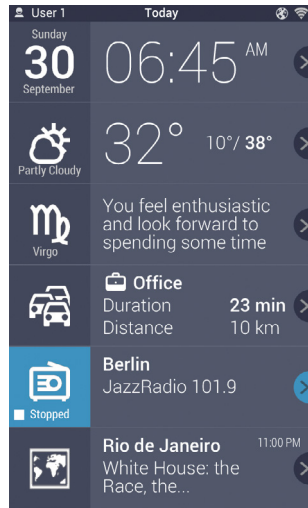 User 1 Today
Sunday
30
September
06:45 AM
Partly Cloudy
32° 10°/ 38°
Virgo
You feel enthusiastic
and look forward to
spending some time
Office
Duration 23 min
Distance 10 km
Stopped
Berlin
JazzRadio 101.9
Rio de Janeiro 11:00 PM
White House: the
Race, the...